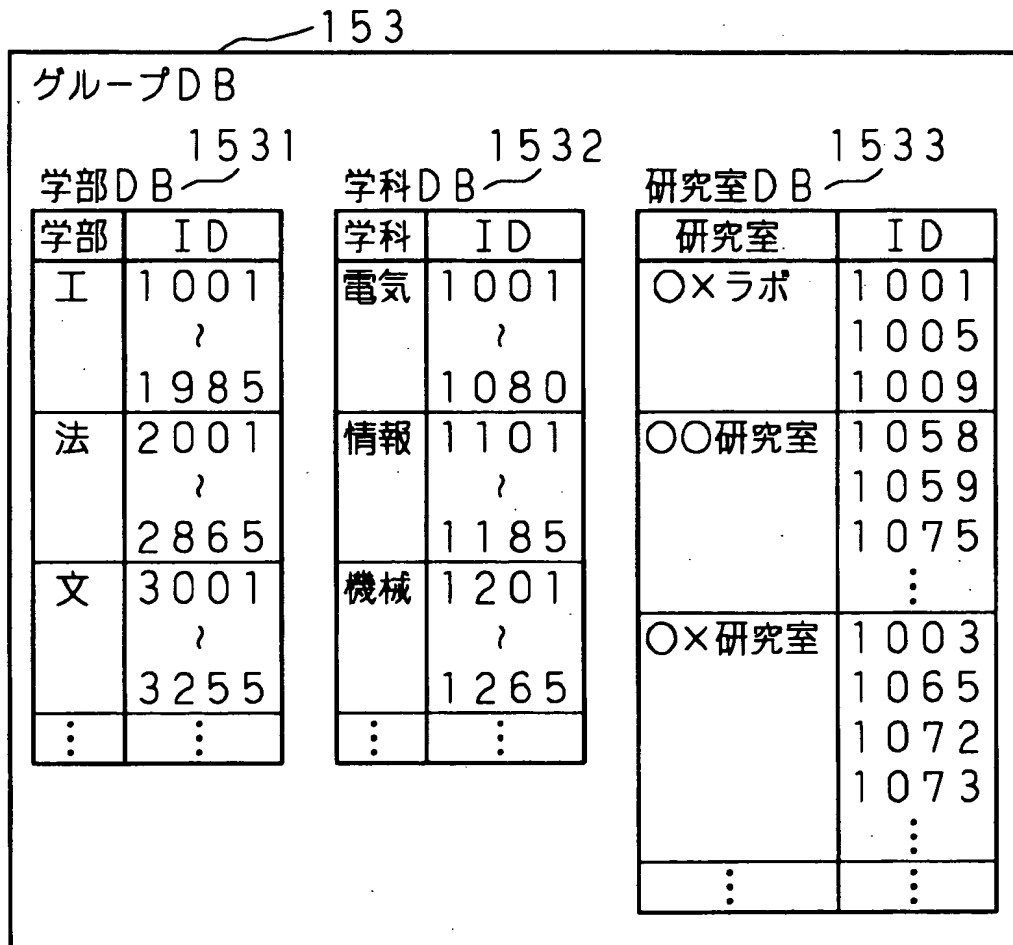 153
グループDB
1531
学部DB
学部 ID
工 1001
~
1985
法 2001
~
2865
文 3001
~
3255
⋮ ⋮
1532
学科DB
学科 ID
電気 1001
~
1080
情報 1101
~
1185
機械 1201
~
1265
⋮ ⋮
1533
研究室DB
研究室 ID
○×ラボ 1001
1005
1009
○○研究室 1058
1059
1075
⋮
○×研究室 1003
1065
1072
1073
⋮
⋮ ⋮